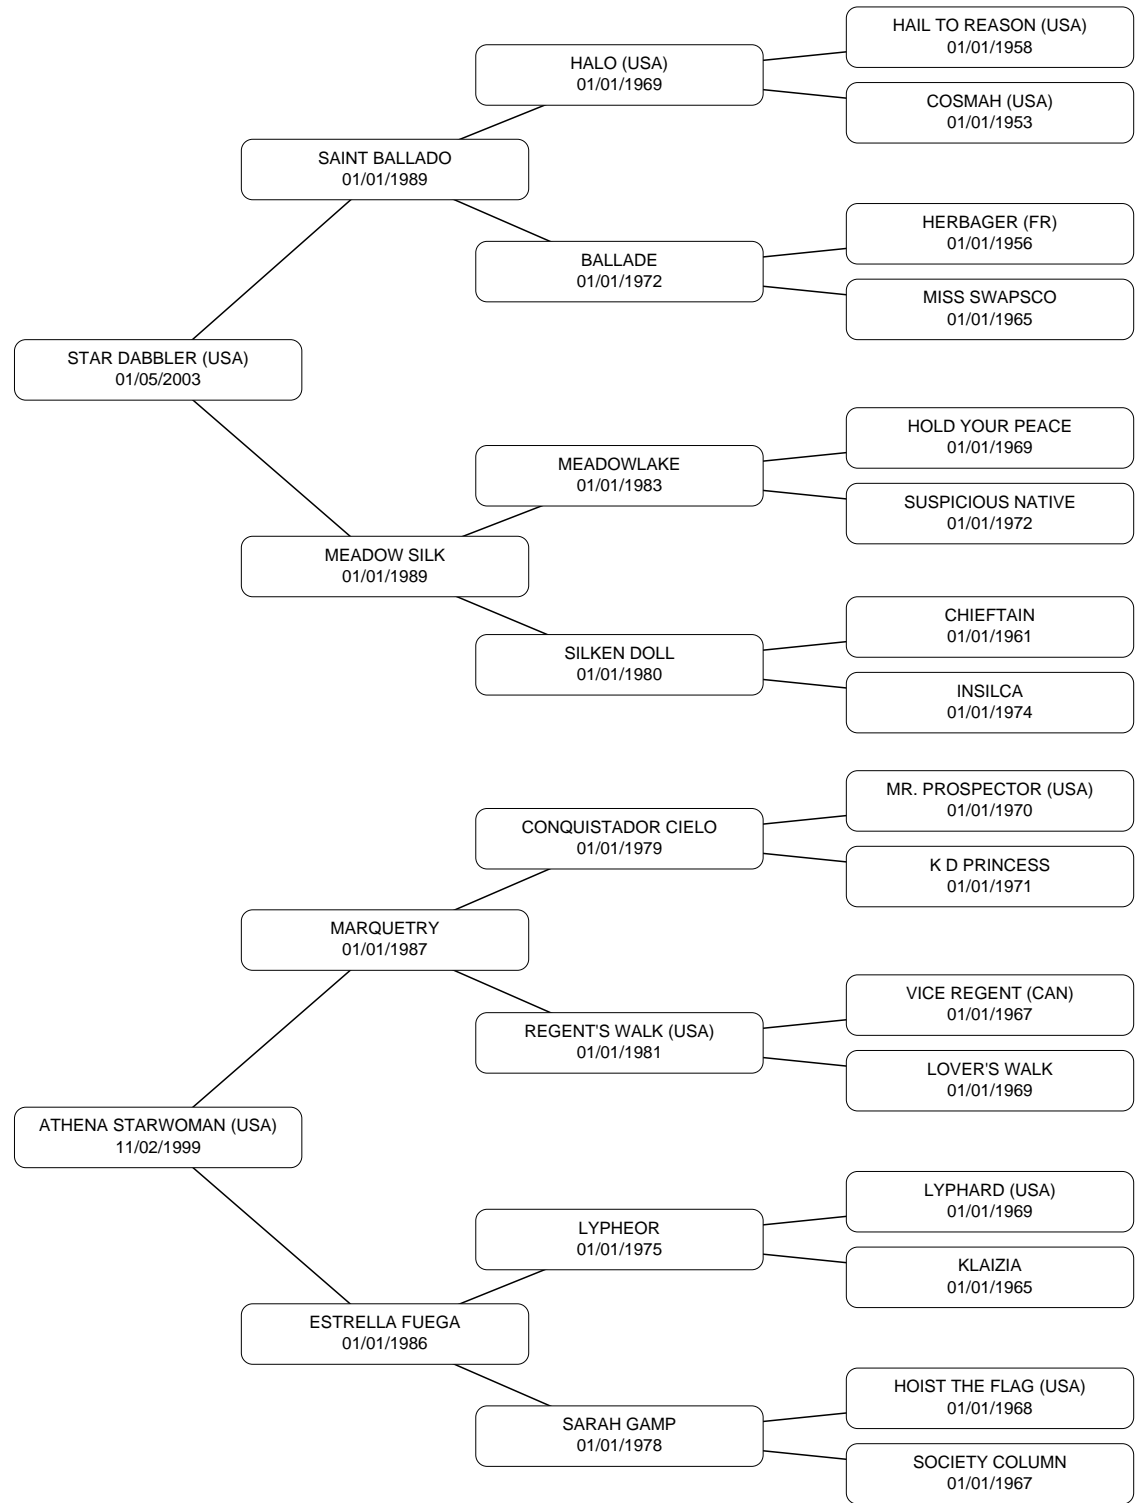 HAIL TO REASON (USA)
01/01/1958
HALO (USA)
01/01/1969
COSMAH (USA)
01/01/1953
SAINT BALLADO
01/01/1989
HERBAGER (FR)
01/01/1956
BALLADE
01/01/1972
MISS SWAPSCO
01/01/1965
STAR DABBLER (USA)
01/05/2003
HOLD YOUR PEACE
01/01/1969
MEADOWLAKE
01/01/1983
SUSPICIOUS NATIVE
01/01/1972
MEADOW SILK
01/01/1989
CHIEFTAIN
01/01/1961
SILKEN DOLL
01/01/1980
INSILCA
01/01/1974
MR. PROSPECTOR (USA)
01/01/1970
CONQUISTADOR CIELO
01/01/1979
K D PRINCESS
01/01/1971
MARQUETRY
01/01/1987
VICE REGENT (CAN)
01/01/1967
REGENT'S WALK (USA)
01/01/1981
LOVER'S WALK
01/01/1969
ATHENA STARWOMAN (USA)
11/02/1999
LYPHARD (USA)
01/01/1969
LYPHEOR
01/01/1975
KLAIZIA
01/01/1965
ESTRELLA FUEGA
01/01/1986
HOIST THE FLAG (USA)
01/01/1968
SARAH GAMP
01/01/1978
SOCIETY COLUMN
01/01/1967